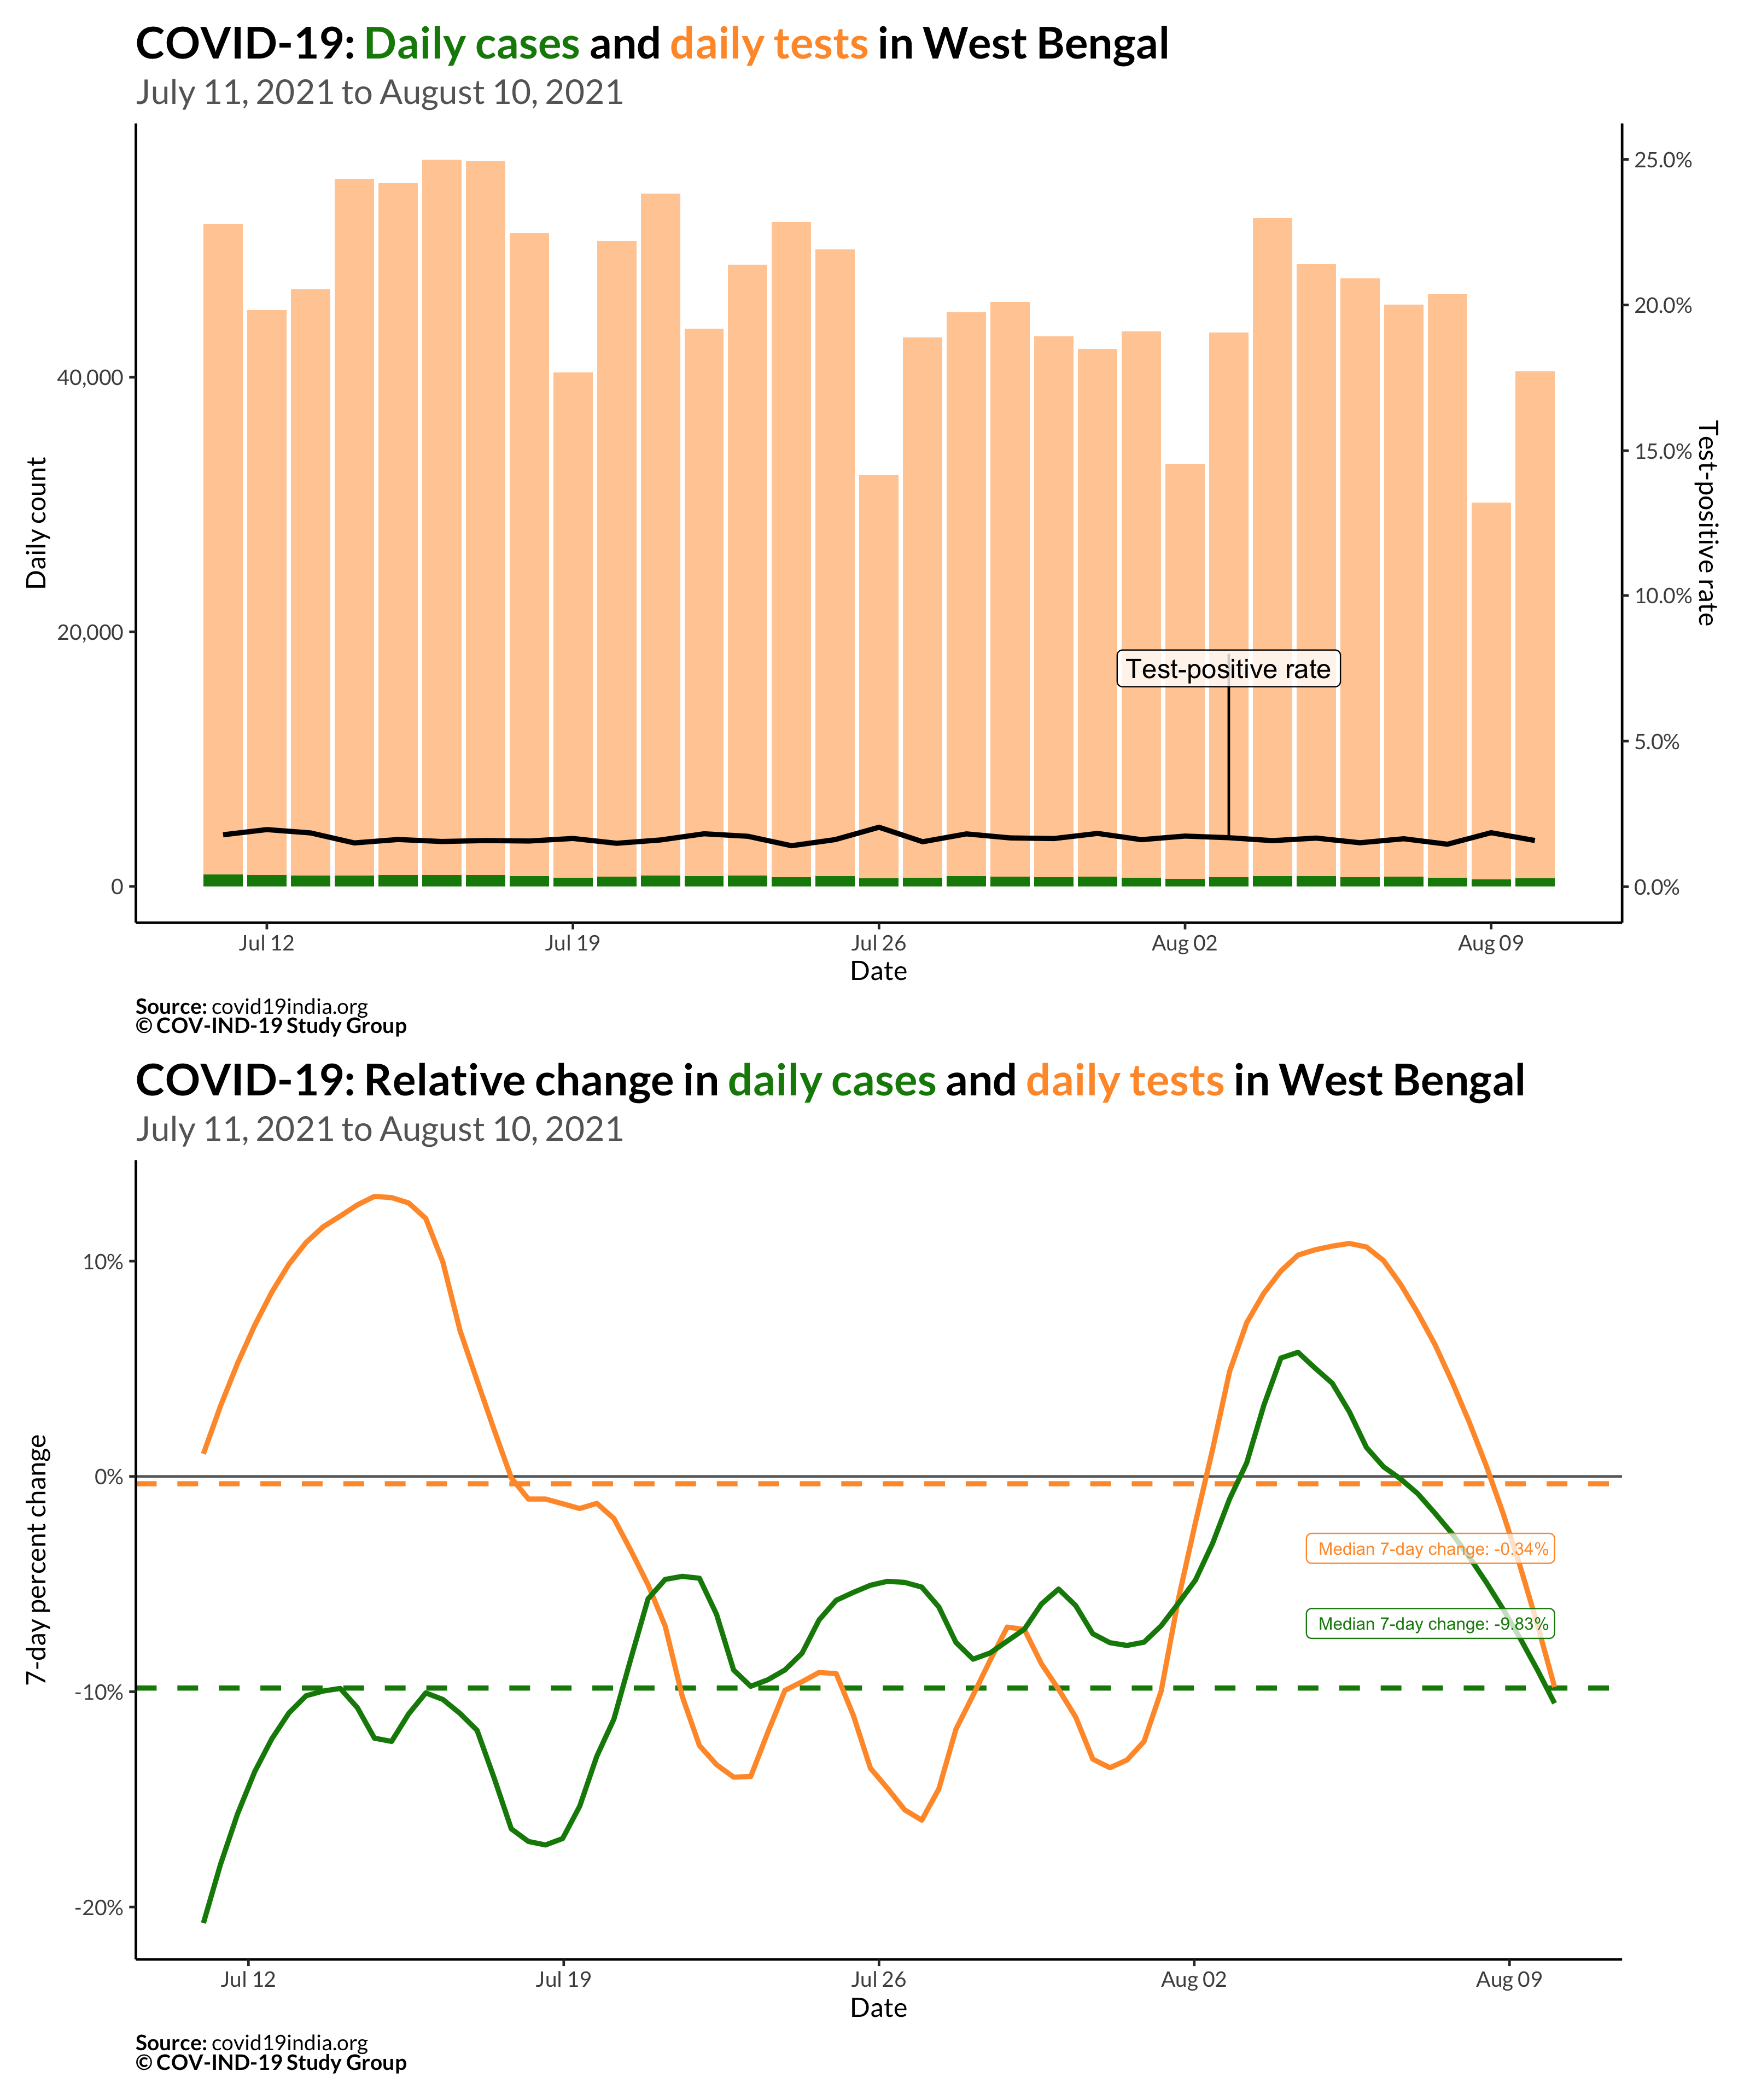 COVID-19: Daily cases and daily tests in West Bengal
July 11, 2021 to August 10, 2021
Daily count
40,000
20,000
0
25.0%
20.0%
15.0%
10.0%
5.0%
0.0%
Test-positive rate
Test-positive rate
Jul 12
Jul 19
Jul 26
Aug 02
Aug 09
Date
Source: covid19india.org
© COV-IND-19 Study Group
COVID-19: Relative change in daily cases and daily tests in West Bengal
July 11, 2021 to August 10, 2021
7-day percent change
10%
0%
-10%
-20%
Median 7-day change: -0.34%
Median 7-day change: -9.83%
Jul 12
Jul 19
Jul 26
Aug 02
Aug 09
Date
Source: covid19india.org
© COV-IND-19 Study Group